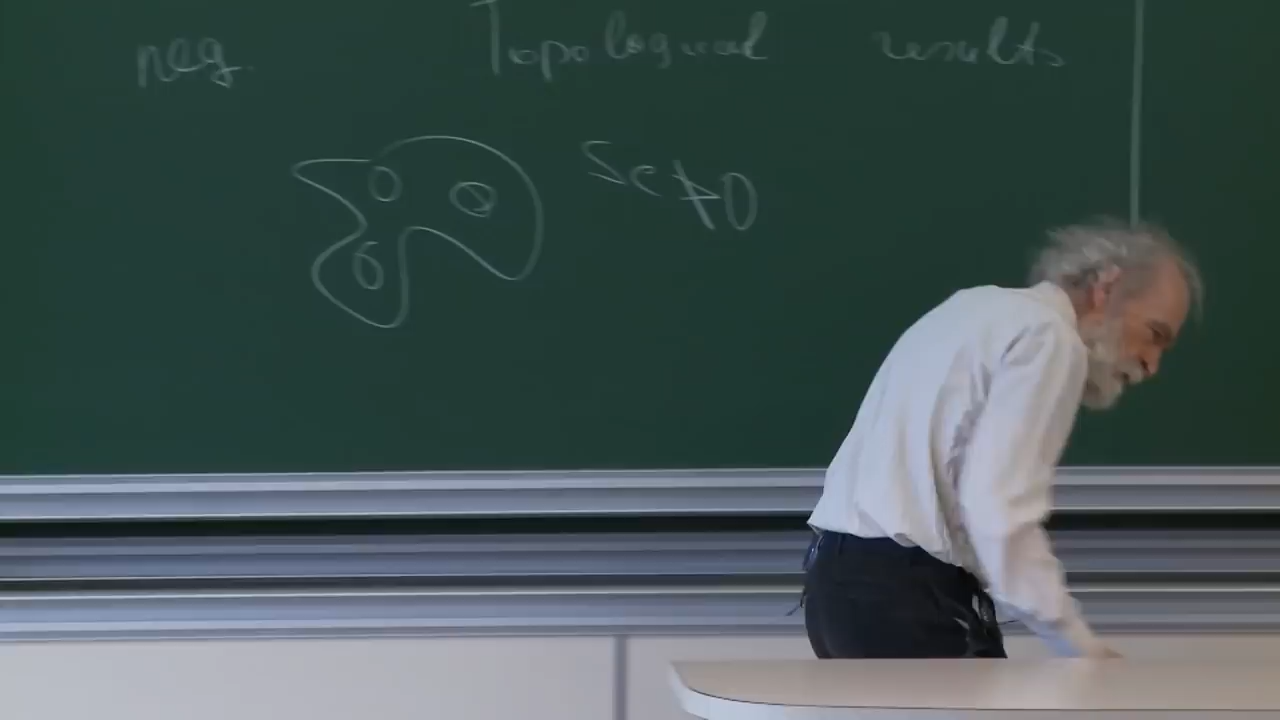 neg. Topological results
Sc ≯ 0